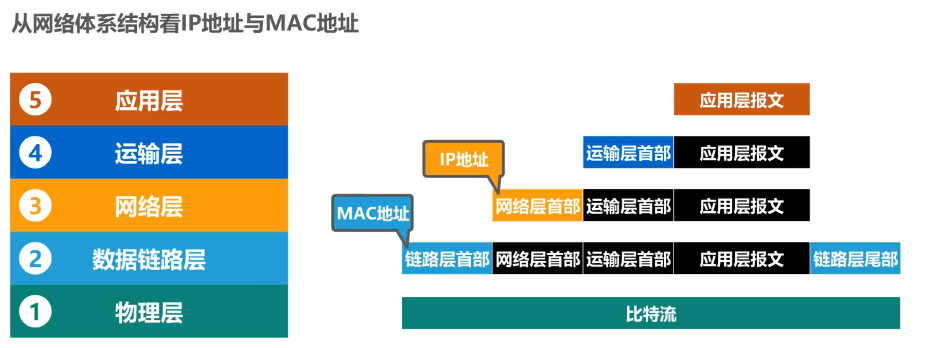 从网络体系结构看IP地址与MAC地址
5 应用层 应用层报文
4 运输层 运输层首部 应用层报文
IP地址
3 网络层 网络层首部 运输层首部 应用层报文
MAC地址
2 数据链路层 链路层首部 网络层首部 运输层首部 应用层报文 链路层尾部
1 物理层 比特流